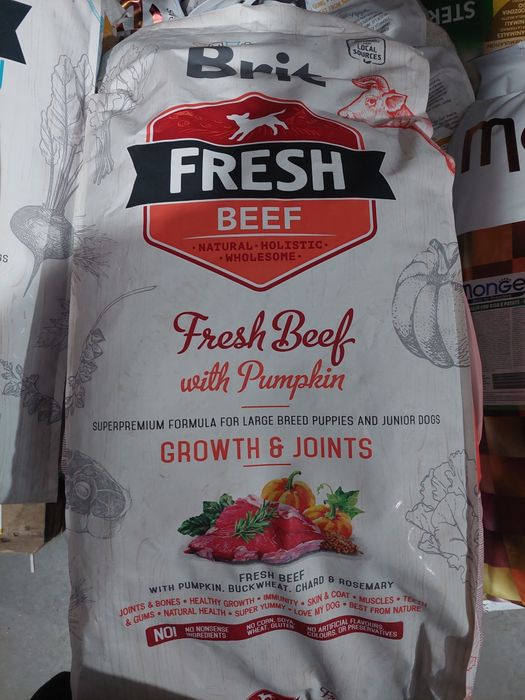 STER
Brit
LOCAL
SOURCES
FRESH
BEEF
• NATURAL • HOLISTIC •
• WHOLESOME •
MONGE
Fresh Beef
with Pumpkin
SUPERPREMIUM FORMULA FOR LARGE BREED PUPPIES AND JUNIOR DOGS
GROWTH & JOINTS
FRESH BEEF
WITH PUMPKIN, BUCKWHEAT, CHARD & ROSEMARY
JOINTS & BONES • HEALTHY GROWTH • IMMUNITY • SKIN & COAT • MUSCLES • TEETH
& GUMS • NATURAL HEALTH • SUPER YUMMY • LOVE MY DOG • BEST FROM NATURE
NO! NO NONSENSE
INGREDIENTS
NO CORN, SOYA,
WHEAT, GLUTEN
NO ARTIFICIAL FLAVOURS,
COLOURS, OR PRESERVATIVES